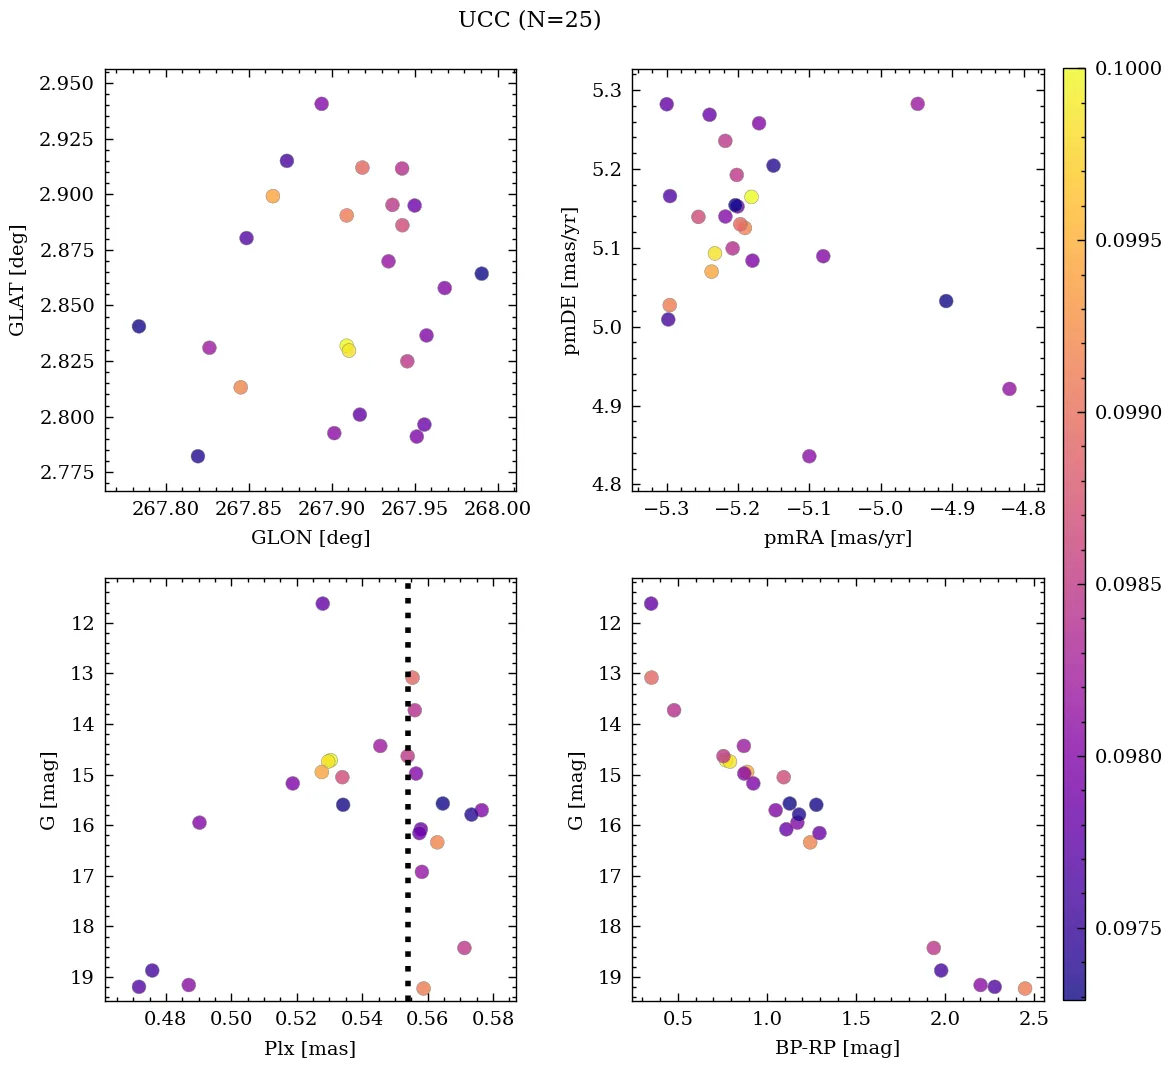 UCC (N=25)
2.950
2.925
2.900
2.875
2.850
2.825
2.800
2.775
GLAT [deg]
267.80 267.85 267.90 267.95 268.00
GLON [deg]
5.3
5.2
5.1
5.0
4.9
4.8
pmDE [mas/yr]
−5.3 −5.2 −5.1 −5.0 −4.9 −4.8
pmRA [mas/yr]
12
13
14
15
16
17
18
19
G [mag]
0.48 0.50 0.52 0.54 0.56 0.58
Plx [mas]
12
13
14
15
16
17
18
19
G [mag]
0.5 1.0 1.5 2.0 2.5
BP-RP [mag]
0.1000
0.0995
0.0990
0.0985
0.0980
0.0975